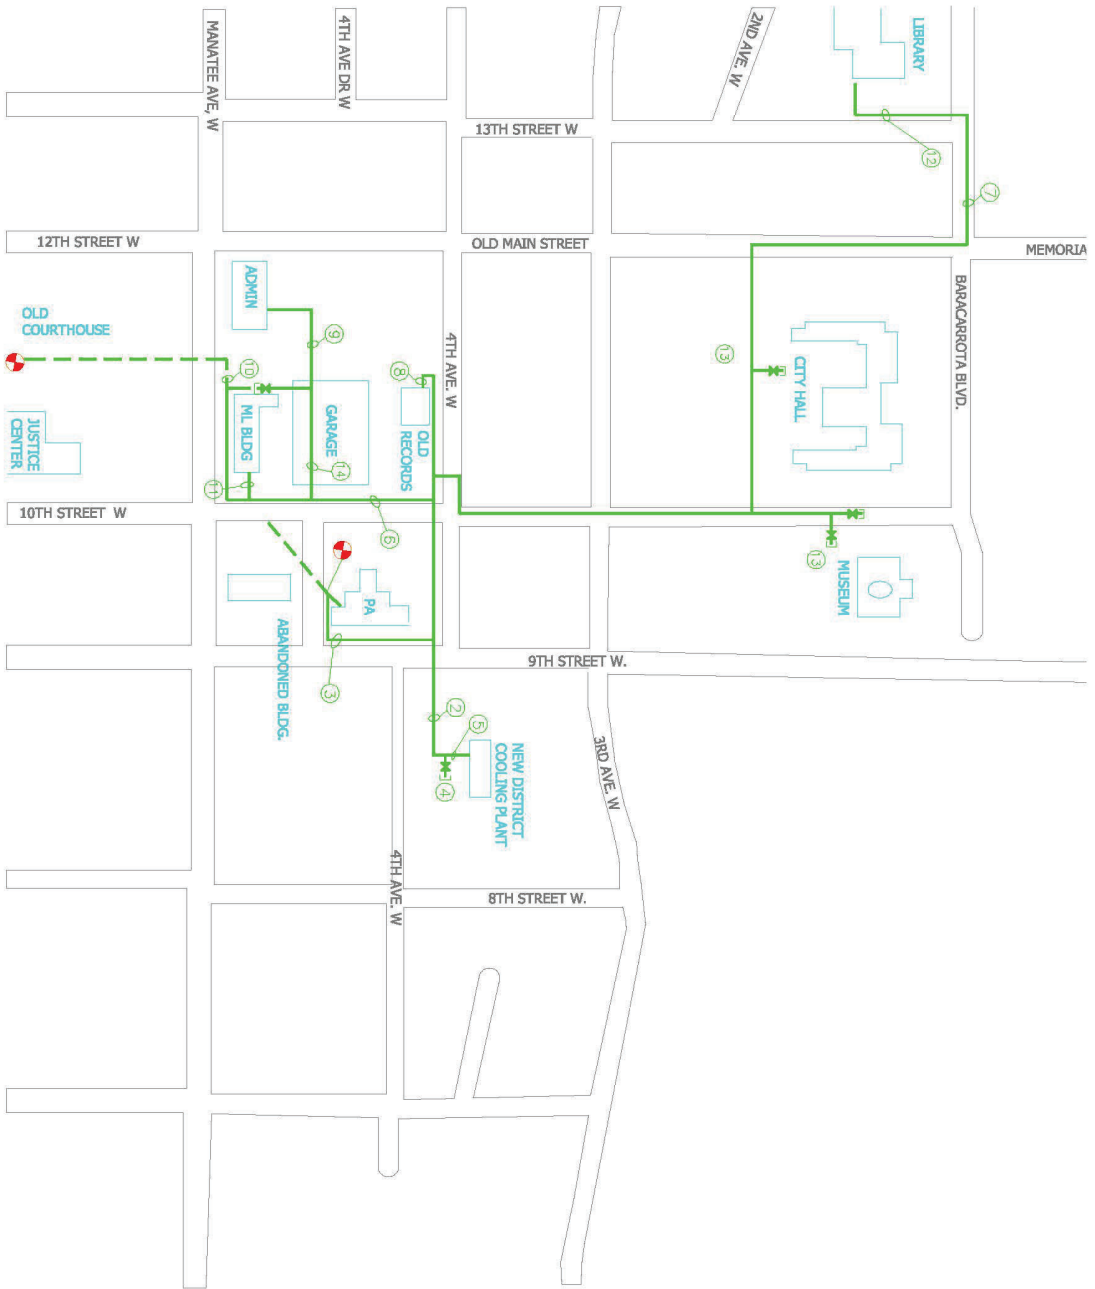 LIBRARY
2ND AVE. W
4TH AVE DR W
MANATEE AVE, W
13TH STREET W
12
7
12TH STREET W
OLD MAIN STREET
MEMORIA
ADMIN
BARACARROTA BLVD.
OLD
COURTHOUSE
9
4TH AVE. W
13
CITY HALL
10
8
JUSTICE
CENTER
ML BLDG
GARAGE
OLD
RECORDS
14
11
10TH STREET W
6
13
MUSEUM
PA
ABANDONED BLDG.
3
9TH STREET W.
2
5
4
NEW DISTRICT
COOLING PLANT
3RD AVE. W
4TH AVE. W
8TH STREET W.